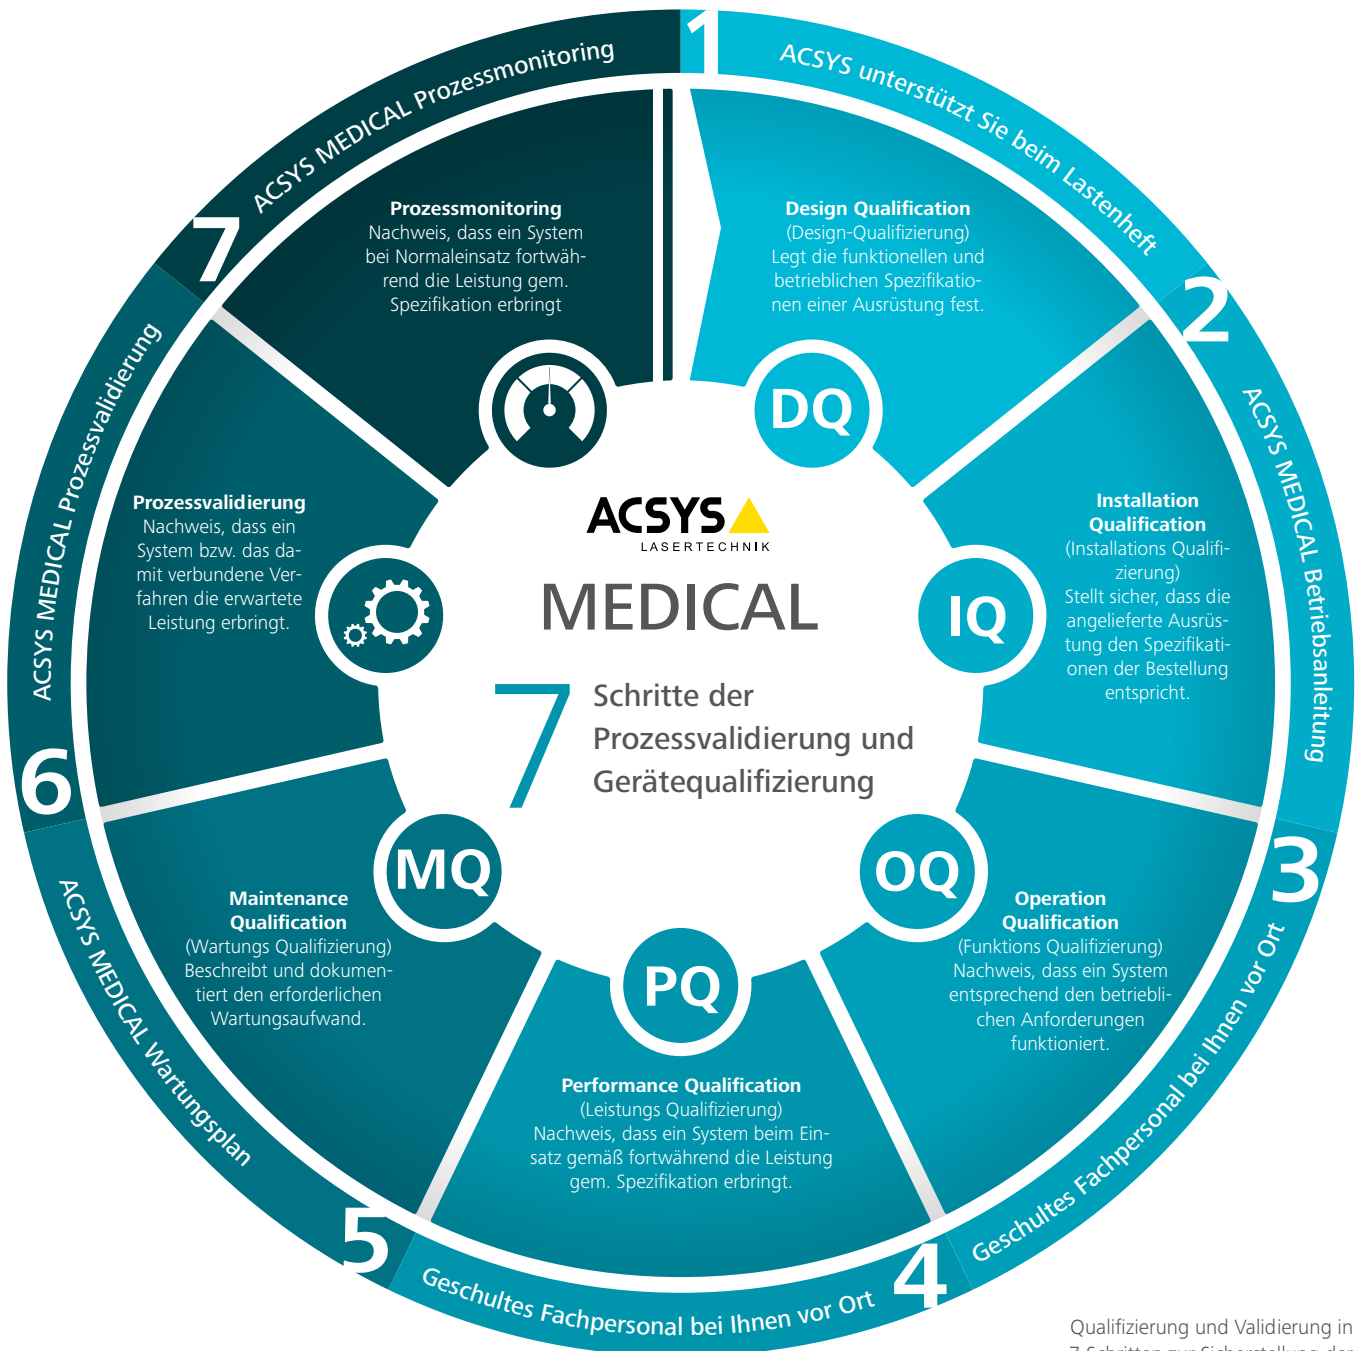 ACSYS
LASERTECHNIK
MEDICAL
7
Schritte der
Prozessvalidierung und
Gerätequalifizierung
1
ACSYS unterstützt Sie beim Lastenheft
Design Qualification
(Design-Qualifizierung)
Legt die funktionellen und
betrieblichen Spezifikatio-
nen einer Ausrüstung fest.
DQ
2
ACSYS MEDICAL Betriebsanleitung
Installation
Qualification
(Installations Qualifi-
zierung)
Stellt sicher, dass die
angelieferte Ausrüs-
tung den Spezifikati-
onen der Bestellung
entspricht.
IQ
3
Geschultes Fachpersonal bei Ihnen vor Ort
OQ
Operation
Qualification
(Funktions Qualifizierung)
Nachweis, dass ein System
entsprechend den betriebli-
chen Anforderungen
funktioniert.
4
Geschultes Fachpersonal bei Ihnen vor Ort
PQ
Performance Qualification
(Leistungs Qualifizierung)
Nachweis, dass ein System beim Ein-
satz gemäß fortwährend die Leistung
gem. Spezifikation erbringt.
5
ACSYS MEDICAL Wartungsplan
MQ
Maintenance
Qualification
(Wartungs Qualifizierung)
Beschreibt und dokumen-
tiert den erforderlichen
Wartungsaufwand.
6
ACSYS MEDICAL Prozessvalidierung
Prozessvalidierung
Nachweis, dass ein
System bzw. das da-
mit verbundene Ver-
fahren die erwartete
Leistung erbringt.
7
ACSYS MEDICAL Prozessmonitoring
Prozessmonitoring
Nachweis, dass ein System
bei Normaleinsatz fortwäh-
rend die Leistung gem.
Spezifikation erbringt
Qualifizierung und Validierung in
7 Schritten zur Sicherstellung der